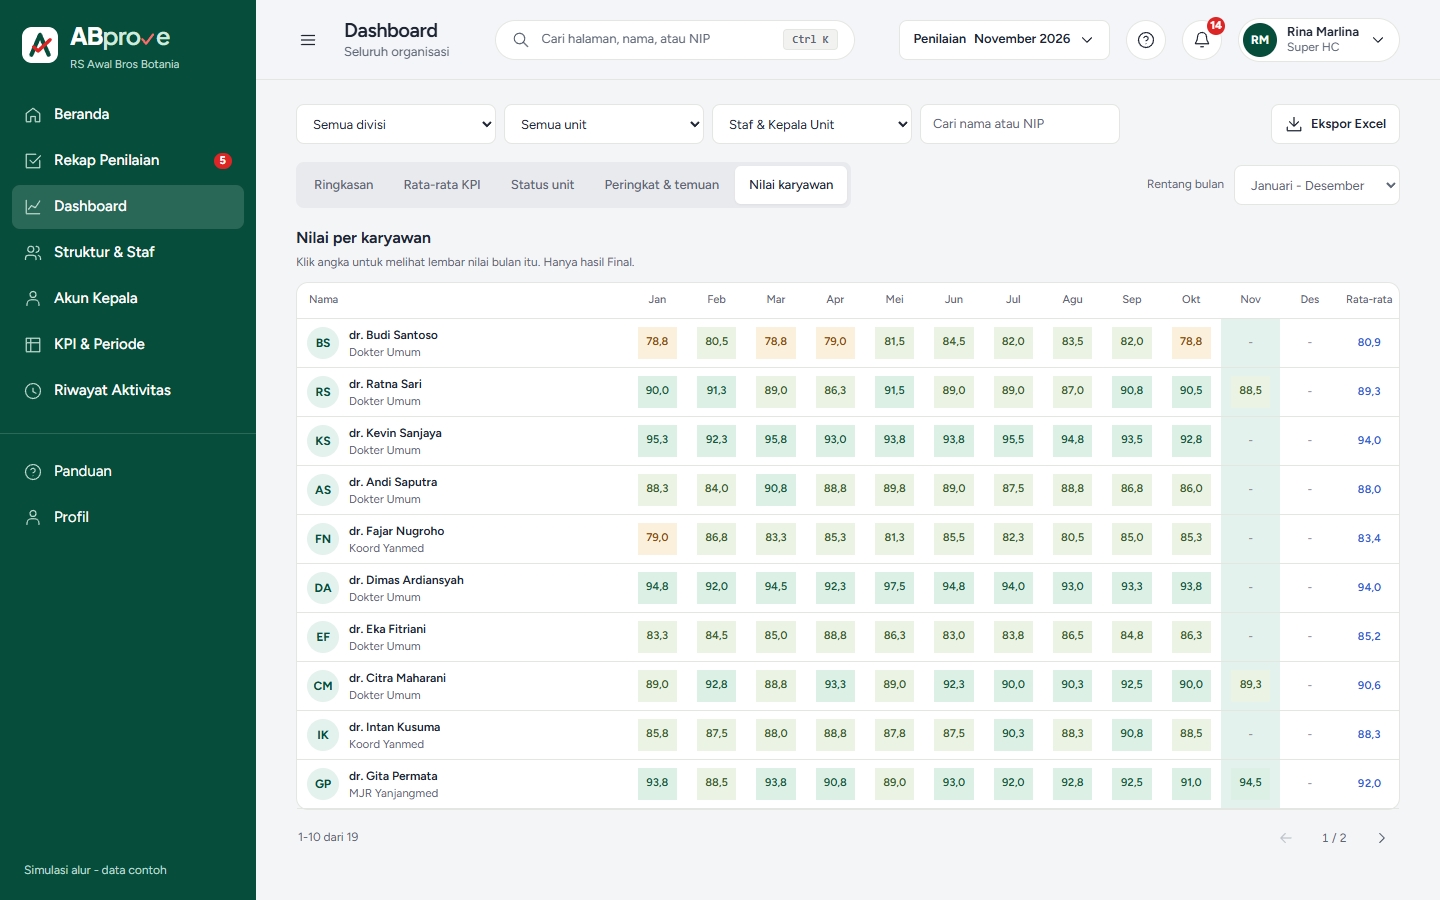 ABprove
RS Awal Bros Botania
Beranda
Rekap Penilaian 5
Dashboard
Struktur & Staf
Akun Kepala
KPI & Periode
Riwayat Aktivitas
Panduan
Profil
Simulasi alur - data contoh
Dashboard
Seluruh organisasi
Cari halaman, nama, atau NIP Ctrl K
Penilaian November 2026
14
RM
Rina Marlina
Super HC
Semua divisi
Semua unit
Staf & Kepala Unit
Cari nama atau NIP
Ekspor Excel
Ringkasan Rata-rata KPI Status unit Peringkat & temuan Nilai karyawan
Rentang bulan Januari - Desember
Nilai per karyawan
Klik angka untuk melihat lembar nilai bulan itu. Hanya hasil Final.
Nama Jan Feb Mar Apr Mei Jun Jul Agu Sep Okt Nov Des Rata-rata
BS dr. Budi Santoso 78,8 80,5 78,8 79,0 81,5 84,5 82,0 83,5 82,0 78,8 - - 80,9
Dokter Umum
RS dr. Ratna Sari 90,0 91,3 89,0 86,3 91,5 89,0 89,0 87,0 90,8 90,5 88,5 - 89,3
Dokter Umum
KS dr. Kevin Sanjaya 95,3 92,3 95,8 93,0 93,8 93,8 95,5 94,8 93,5 92,8 - - 94,0
Dokter Umum
AS dr. Andi Saputra 88,3 84,0 90,8 88,8 89,8 89,0 87,5 88,8 86,8 86,0 - - 88,0
Dokter Umum
FN dr. Fajar Nugroho 79,0 86,8 83,3 85,3 81,3 85,5 82,3 80,5 85,0 85,3 - - 83,4
Koord Yanmed
DA dr. Dimas Ardiansyah 94,8 92,0 94,5 92,3 97,5 94,8 94,0 93,0 93,3 93,8 - - 94,0
Dokter Umum
EF dr. Eka Fitriani 83,3 84,5 85,0 88,8 86,3 83,0 83,8 86,5 84,8 86,3 - - 85,2
Dokter Umum
CM dr. Citra Maharani 89,0 92,8 88,8 93,3 89,0 92,3 90,0 90,3 92,5 90,0 89,3 - 90,6
Dokter Umum
IK dr. Intan Kusuma 85,8 87,5 88,0 88,8 87,8 87,5 90,3 88,3 90,8 88,5 - - 88,3
Koord Yanmed
GP dr. Gita Permata 93,8 88,5 93,8 90,8 89,0 93,0 92,0 92,8 92,5 91,0 94,5 - 92,0
MJR Yanjangmed
1-10 dari 19
1 / 2